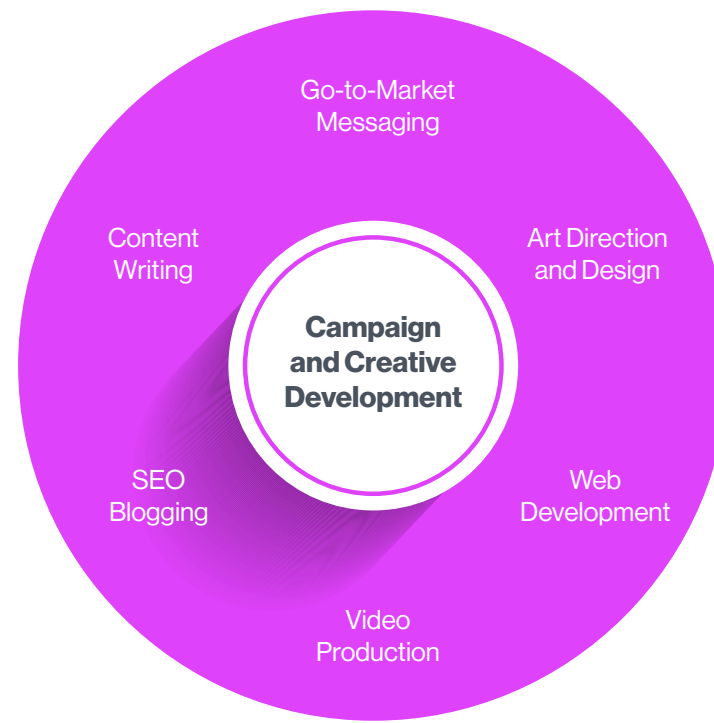 Go-to-Market
Messaging
Content
Writing
Art Direction
and Design
Campaign
and Creative
Development
SEO
Blogging
Web
Development
Video
Production